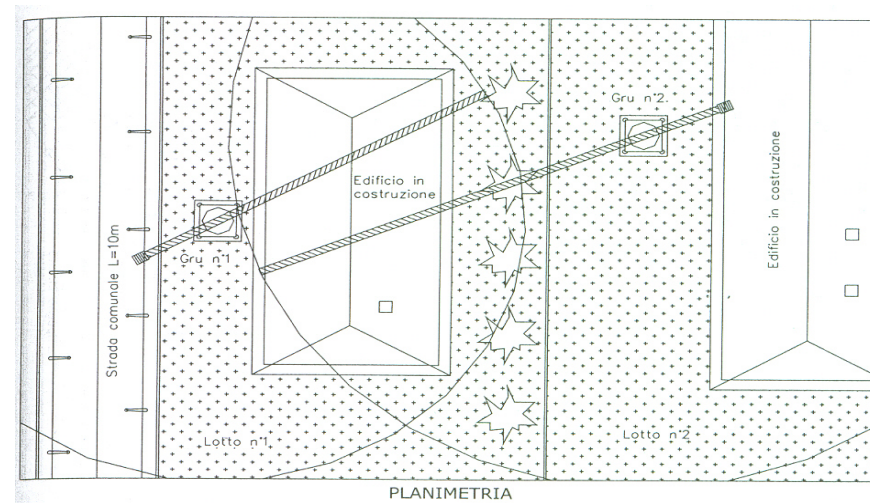 Gru n°2.
Edificio in
costruzione
Edificio in costruzione
Gru n°1
Strada comunale L=10m
Lotto n°1
Lotto n°2
PLANIMETRIA